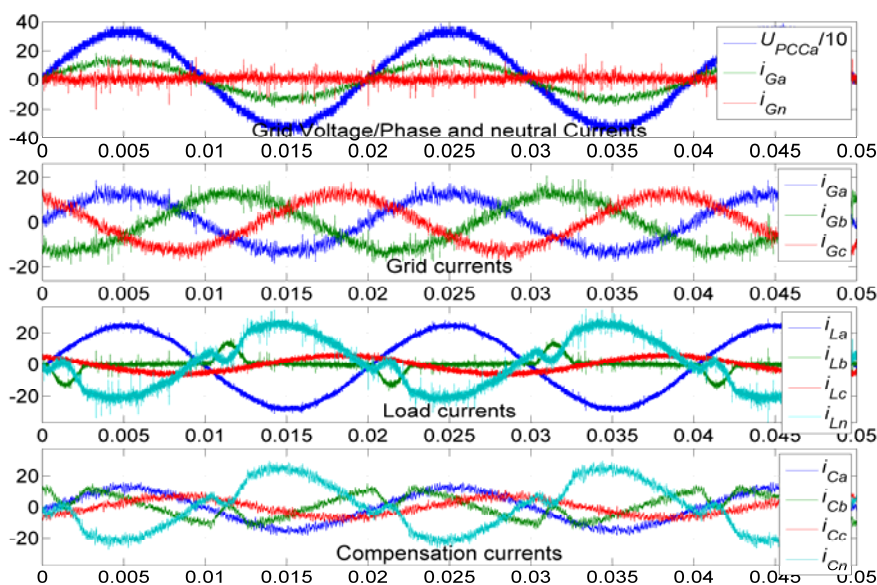 40
20
0
-20
-40
U_PCCa/10
i_Ga
i_Gn
Grid Voltage/Phase and neutral Currents
0 0.005 0.01 0.015 0.02 0.025 0.03 0.035 0.04 0.045 0.05
20
0
-20
i_Ga
i_Gb
i_Gc
Grid currents
0 0.005 0.01 0.015 0.02 0.025 0.03 0.035 0.04 0.045 0.05
20
0
-20
i_La
i_Lb
i_Lc
i_Ln
Load currents
0 0.005 0.01 0.015 0.02 0.025 0.03 0.035 0.04 0.045 0.05
20
0
-20
i_Ca
i_Cb
i_Cc
i_Cn
Compensation currents
0 0.005 0.01 0.015 0.02 0.025 0.03 0.035 0.04 0.045 0.05